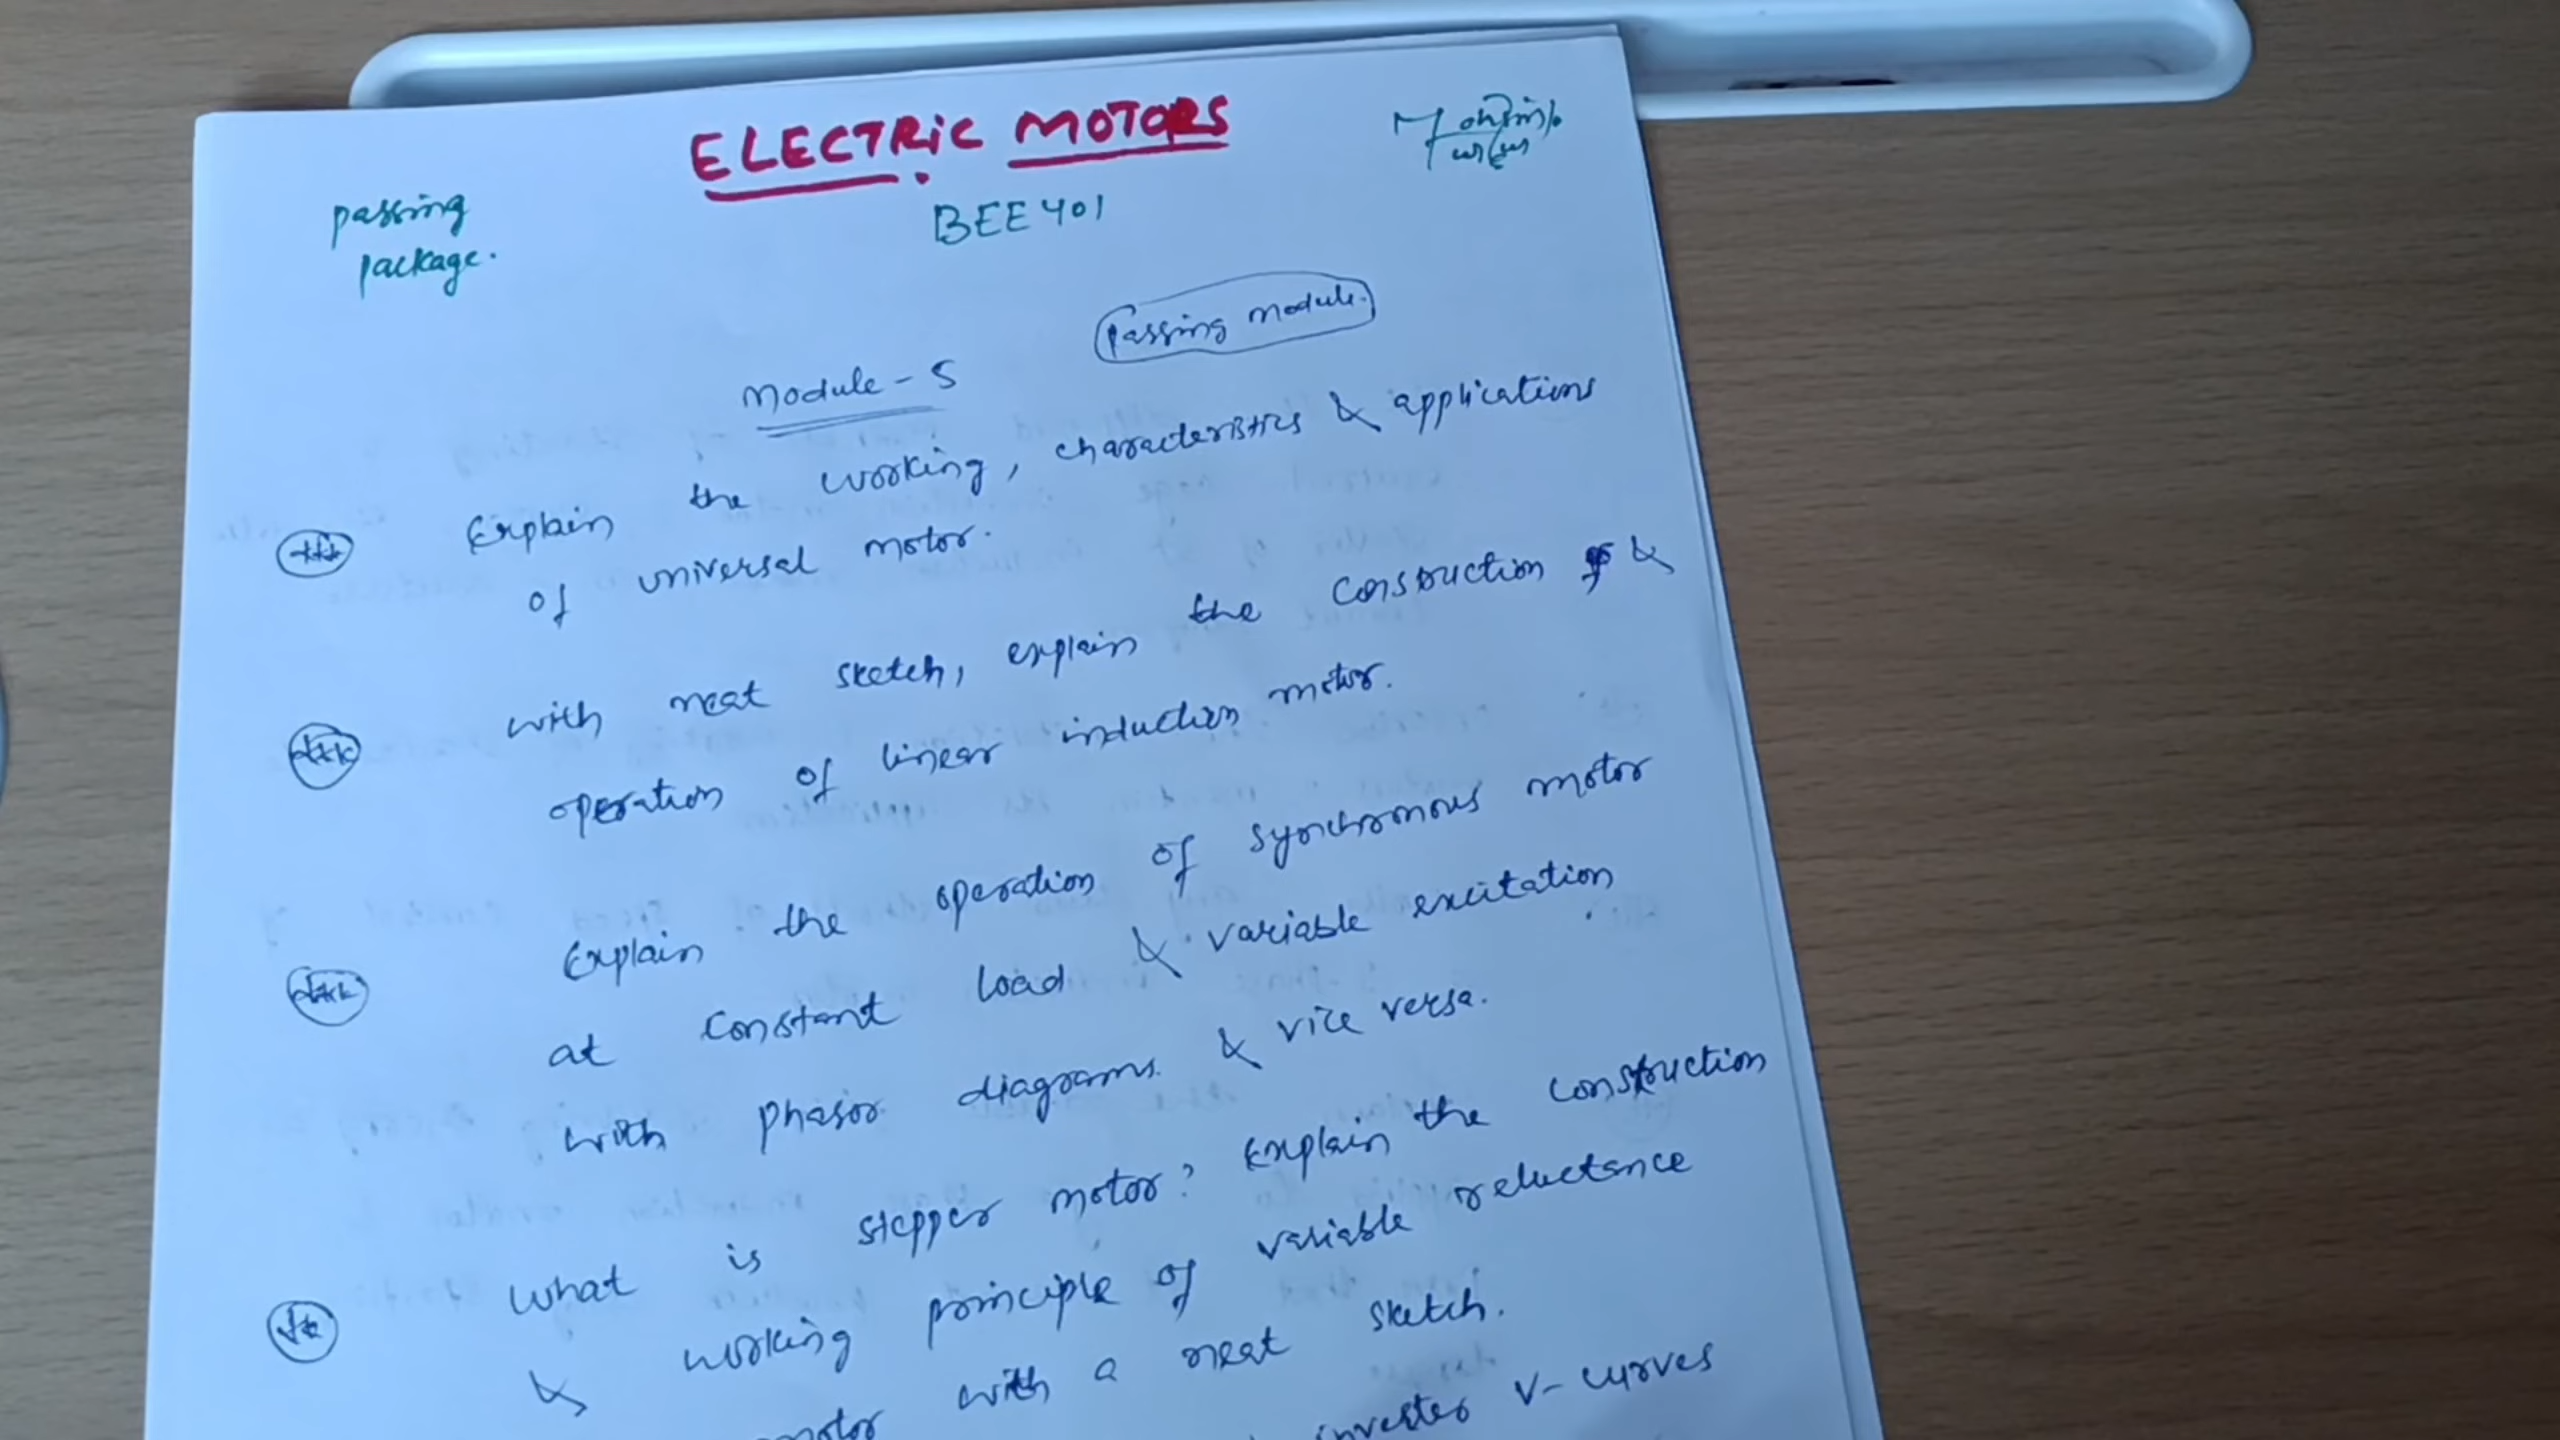 ELECTRIC MOTORS
passing
package.
BEE401
passing module.
Module - 5
Explain the working, characteristics & applications
of universal motor.
with neat sketch, explain the construction &
operation of linear induction motor.
Explain the operation of synchronous motor
at constant load & variable excitation
with phasor diagrams & vice versa.
What is stepper motor? Explain the construction
& working principle of variable reluctance
motor with a neat sketch.
inverter V-curves